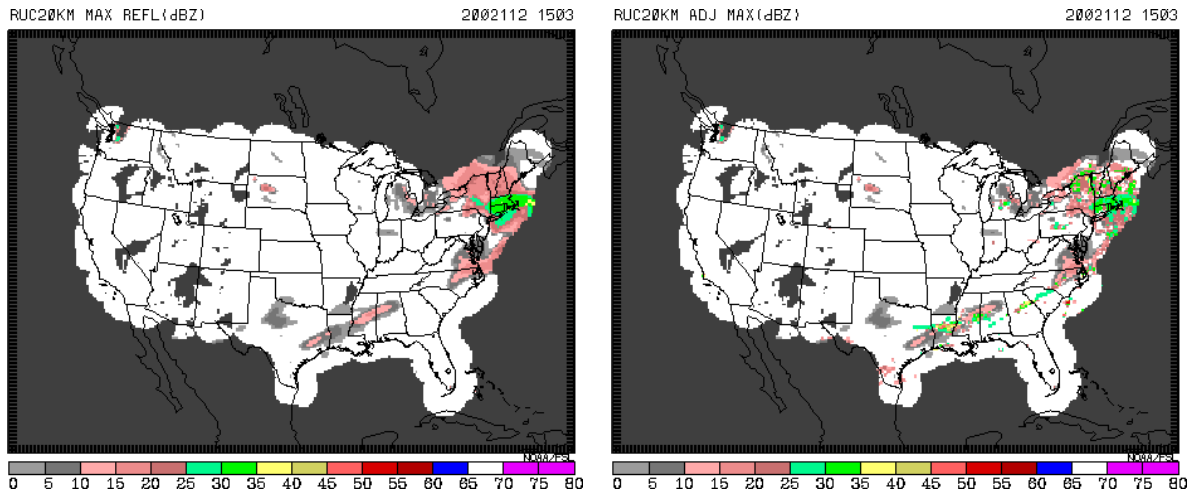 RUC20KM MAX REFL(dBZ) 2002112 1503
NOAA/FSL
0 5 10 15 20 25 30 35 40 45 50 55 60 65 70 75 80
RUC20KM ADJ MAX(dBZ) 2002112 1503
NOAA/FSL
0 5 10 15 20 25 30 35 40 45 50 55 60 65 70 75 80